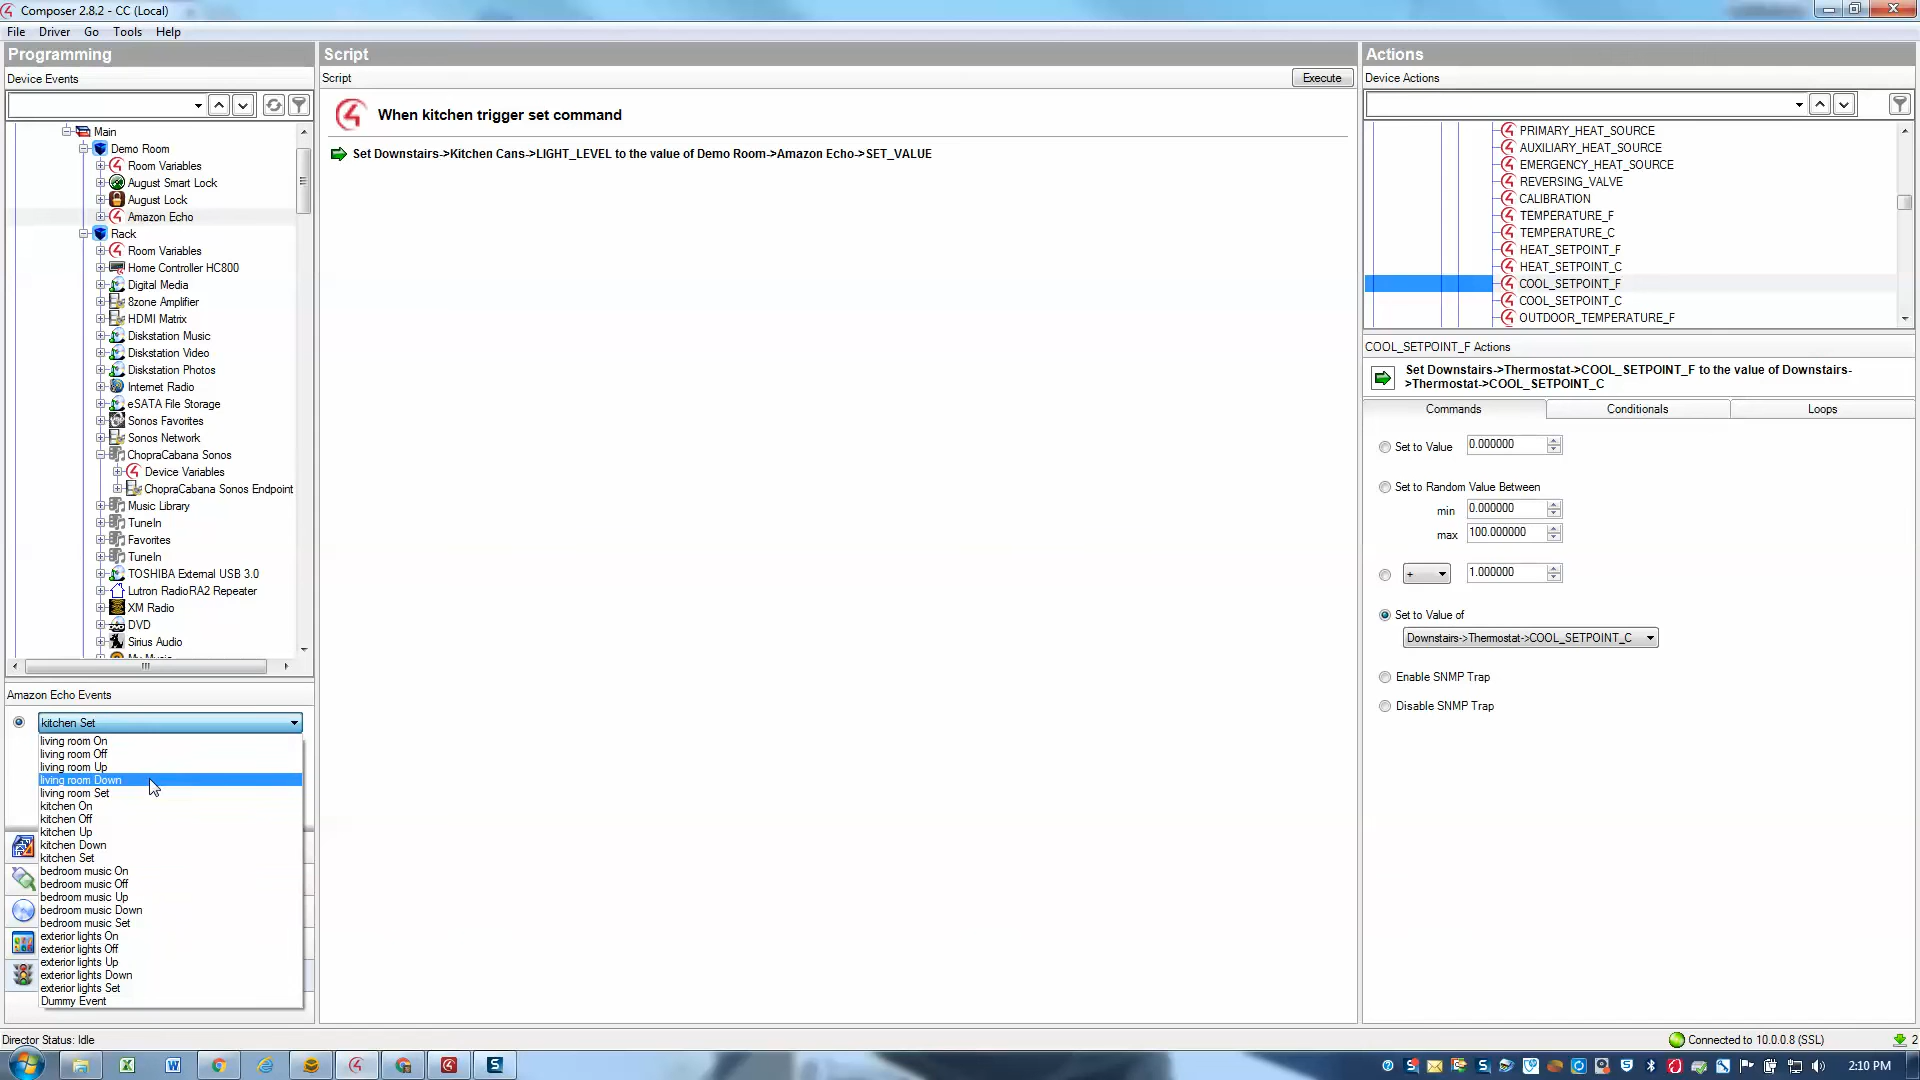 Composer 2.8.2 - CC (Local)
File Driver Go Tools Help
Programming
Device Events
Main
Demo Room
Room Variables
August Smart Lock
August Lock
Amazon Echo
Rack
Room Variables
Home Controller HC800
Digital Media
8zone Amplifier
HDMI Matrix
Diskstation Music
Diskstation Video
Diskstation Photos
Internet Radio
eSATA File Storage
Sonos Favorites
Sonos Network
ChopraCabana Sonos
Device Variables
ChopraCabana Sonos Endpoint
Music Library
TuneIn
Favorites
TuneIn
TOSHIBA External USB 3.0
Lutron RadioRA2 Repeater
XM Radio
DVD
Sirius Audio
Amazon Echo Events
kitchen Set
living room On
living room Off
living room Up
living room Down
living room Set
kitchen On
kitchen Off
kitchen Up
kitchen Down
kitchen Set
bedroom music On
bedroom music Off
bedroom music Up
bedroom music Down
bedroom music Set
exterior lights On
exterior lights Off
exterior lights Up
exterior lights Down
exterior lights Set
Dummy Event
Script
Script
Execute
When kitchen trigger set command
Set Downstairs->Kitchen Cans->LIGHT_LEVEL to the value of Demo Room->Amazon Echo->SET_VALUE
Actions
Device Actions
PRIMARY_HEAT_SOURCE
AUXILIARY_HEAT_SOURCE
EMERGENCY_HEAT_SOURCE
REVERSING_VALVE
CALIBRATION
TEMPERATURE_F
TEMPERATURE_C
HEAT_SETPOINT_F
HEAT_SETPOINT_C
COOL_SETPOINT_F
COOL_SETPOINT_C
OUTDOOR_TEMPERATURE_F
COOL_SETPOINT_F Actions
Set Downstairs->Thermostat->COOL_SETPOINT_F to the value of Downstairs-
>Thermostat->COOL_SETPOINT_C
Commands Conditionals Loops
Set to Value 0.000000
Set to Random Value Between
min 0.000000
max 100.000000
+ 1.000000
Set to Value of
Downstairs->Thermostat->COOL_SETPOINT_C
Enable SNMP Trap
Disable SNMP Trap
Director Status: Idle
Connected to 10.0.0.8 (SSL)
2
2:10 PM